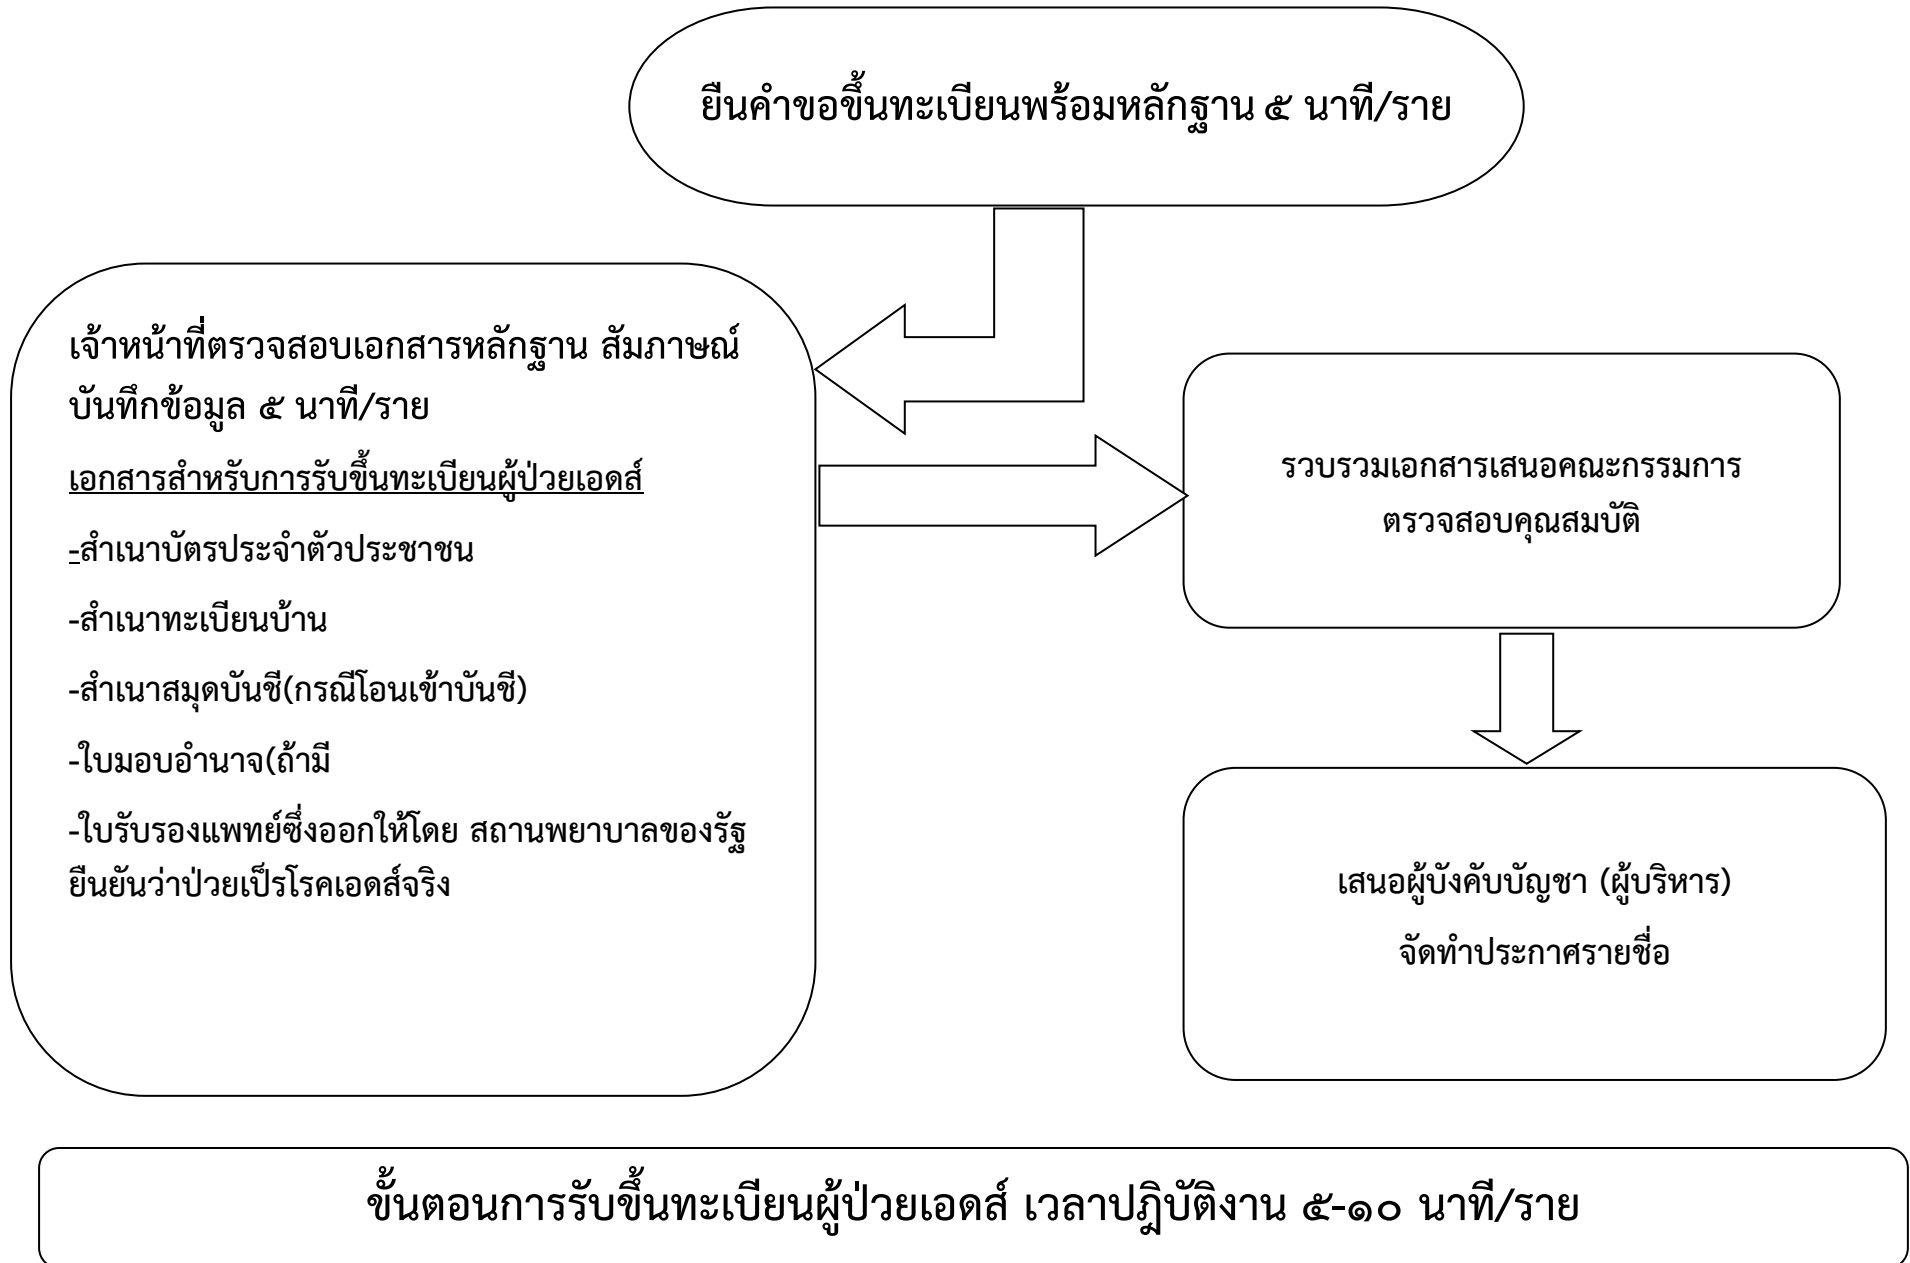 ยืนคำขอขึ้นทะเบียนพร้อมหลักฐาน ๕ นาที/ราย
เจ้าหน้าที่ตรวจสอบเอกสารหลักฐาน สัมภาษณ์
บันทึกข้อมูล ๕ นาที/ราย
เอกสารสำหรับการรับขึ้นทะเบียนผู้ป่วยเอดส์
-สำเนาบัตรประจำตัวประชาชน
-สำเนาทะเบียนบ้าน
-สำเนาสมุดบันชี(กรณีโอนเข้าบันชี)
-ใบมอบอำนาจ(ถ้ามี
-ใบรับรองแพทย์ซึ่งออกให้โดย สถานพยาบาลของรัฐ
ยืนยันว่าป่วยเป็รโรคเอดส์จริง
รวบรวมเอกสารเสนอคณะกรรมการ
ตรวจสอบคุณสมบัติ
เสนอผู้บังคับบัญชา (ผู้บริหาร)
จัดทำประกาศรายชื่อ
ขั้นตอนการรับขึ้นทะเบียนผู้ป่วยเอดส์ เวลาปฎิบัติงาน ๕-๑๐ นาที/ราย